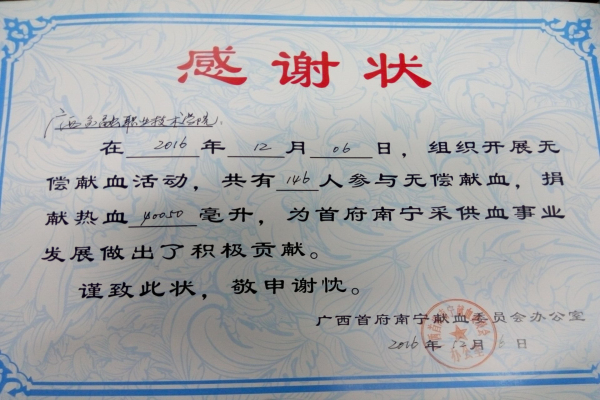 感谢状
广西金融职业技术学院：
在 2016 年 12 月 06 日，组织开展无
偿献血活动，共有 146 人参与无偿献血，捐
献热血 40050 毫升，为首府南宁采供血事业
发展做出了积极贡献。
谨致此状，敬申谢忱。
广西首府南宁献血委员会办公室
2016 年 12 月 6 日